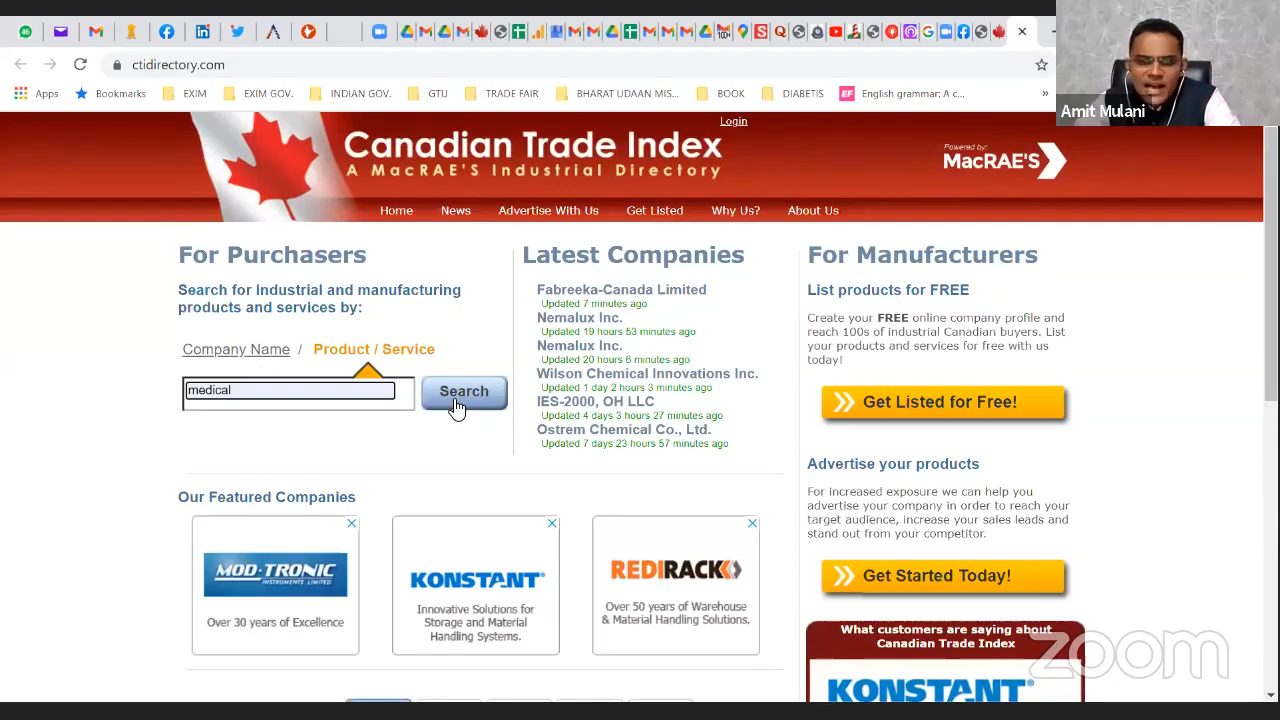 46
100+
ctidirectory.com
Apps
Bookmarks
EXIM
EXIM GOV.
INDIAN GOV.
GTU
TRADE FAIR
BHARAT UDAAN MIS...
BOOK
DIABETIS
EF
English grammar: A c...
»
Amit Mulani
Login
Canadian Trade Index
A MacRAE'S Industrial Directory
Powered by:
MacRAE'S
Home
News
Advertise With Us
Get Listed
Why Us?
About Us
For Purchasers
Search for Industrial and manufacturing
products and services by:
Company Name / Product / Service
medical
Search
Latest Companies
Fabreeka-Canada Limited
Updated 7 minutes ago
Nemalux Inc.
Updated 19 hours 53 minutes ago
Nemalux Inc.
Updated 20 hours 6 minutes ago
Wilson Chemical Innovations Inc.
Updated 1 day 2 hours 3 minutes ago
IES-2000, OH LLC
Updated 4 days 3 hours 27 minutes ago
Ostrem Chemical Co., Ltd.
Updated 7 days 23 hours 57 minutes ago
For Manufacturers
List products for FREE
Create your FREE online company profile and
reach 100s of industrial Canadian buyers. List
your products and services for free with us
today!
Get Listed for Free!
Advertise your products
For increased exposure we can help you
advertise your company in order to reach your
target audience, increase your sales leads and
stand out from your competitor.
Get Started Today!
Our Featured Companies
MOD-TRONIC
INSTRUMENTS LIMITED
Over 30 years of Excellence
KONSTANT
Innovative Solutions for
Storage and Material
Handling Systems.
REDIRACK
Over 50 years of Warehouse
& Material Handling Solutions.
What customers are saying about
Canadian Trade Index
KONSTANT
zoom